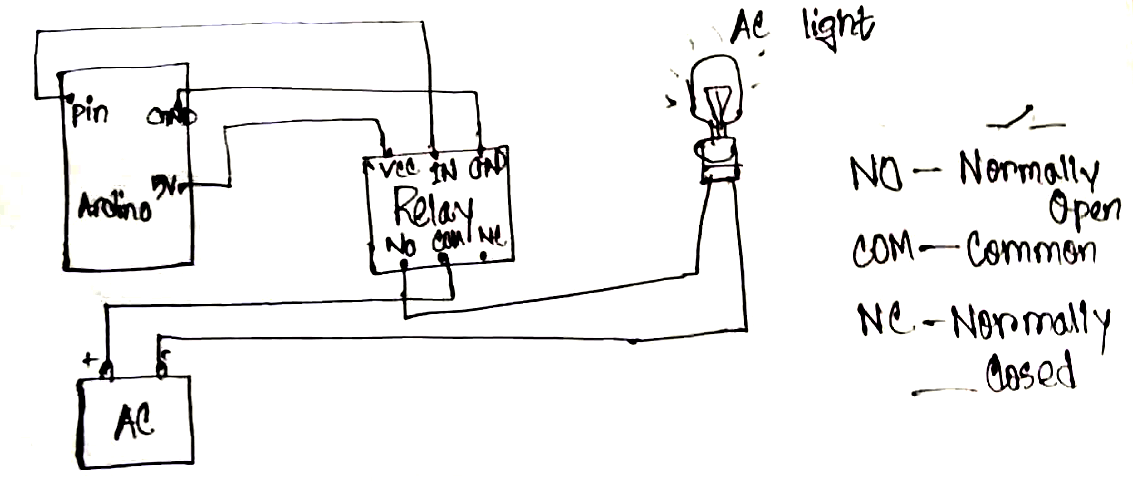 AC light
Pin
GND
5V
Ardino
VCC IN GND
Relay
NO COM NC
+ -
AC
NO - Normally
Open
COM - Common
NC - Normally
Closed